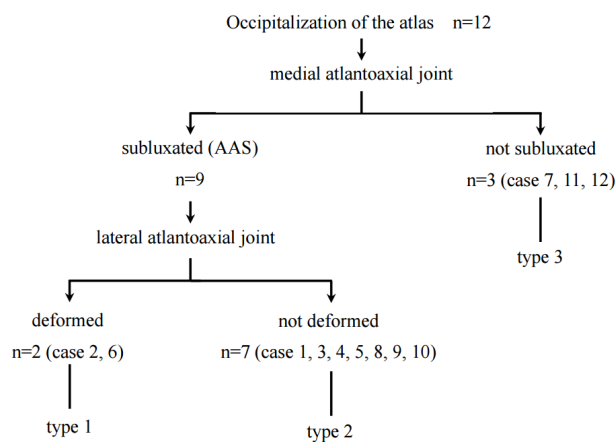 Occipitalization of the atlas n=12
medial atlantoaxial joint
subluxated (AAS)
n=9
not subluxated
n=3 (case 7, 11, 12)
lateral atlantoaxial joint
type 3
deformed
n=2 (case 2, 6)
not deformed
n=7 (case 1, 3, 4, 5, 8, 9, 10)
type 1
type 2